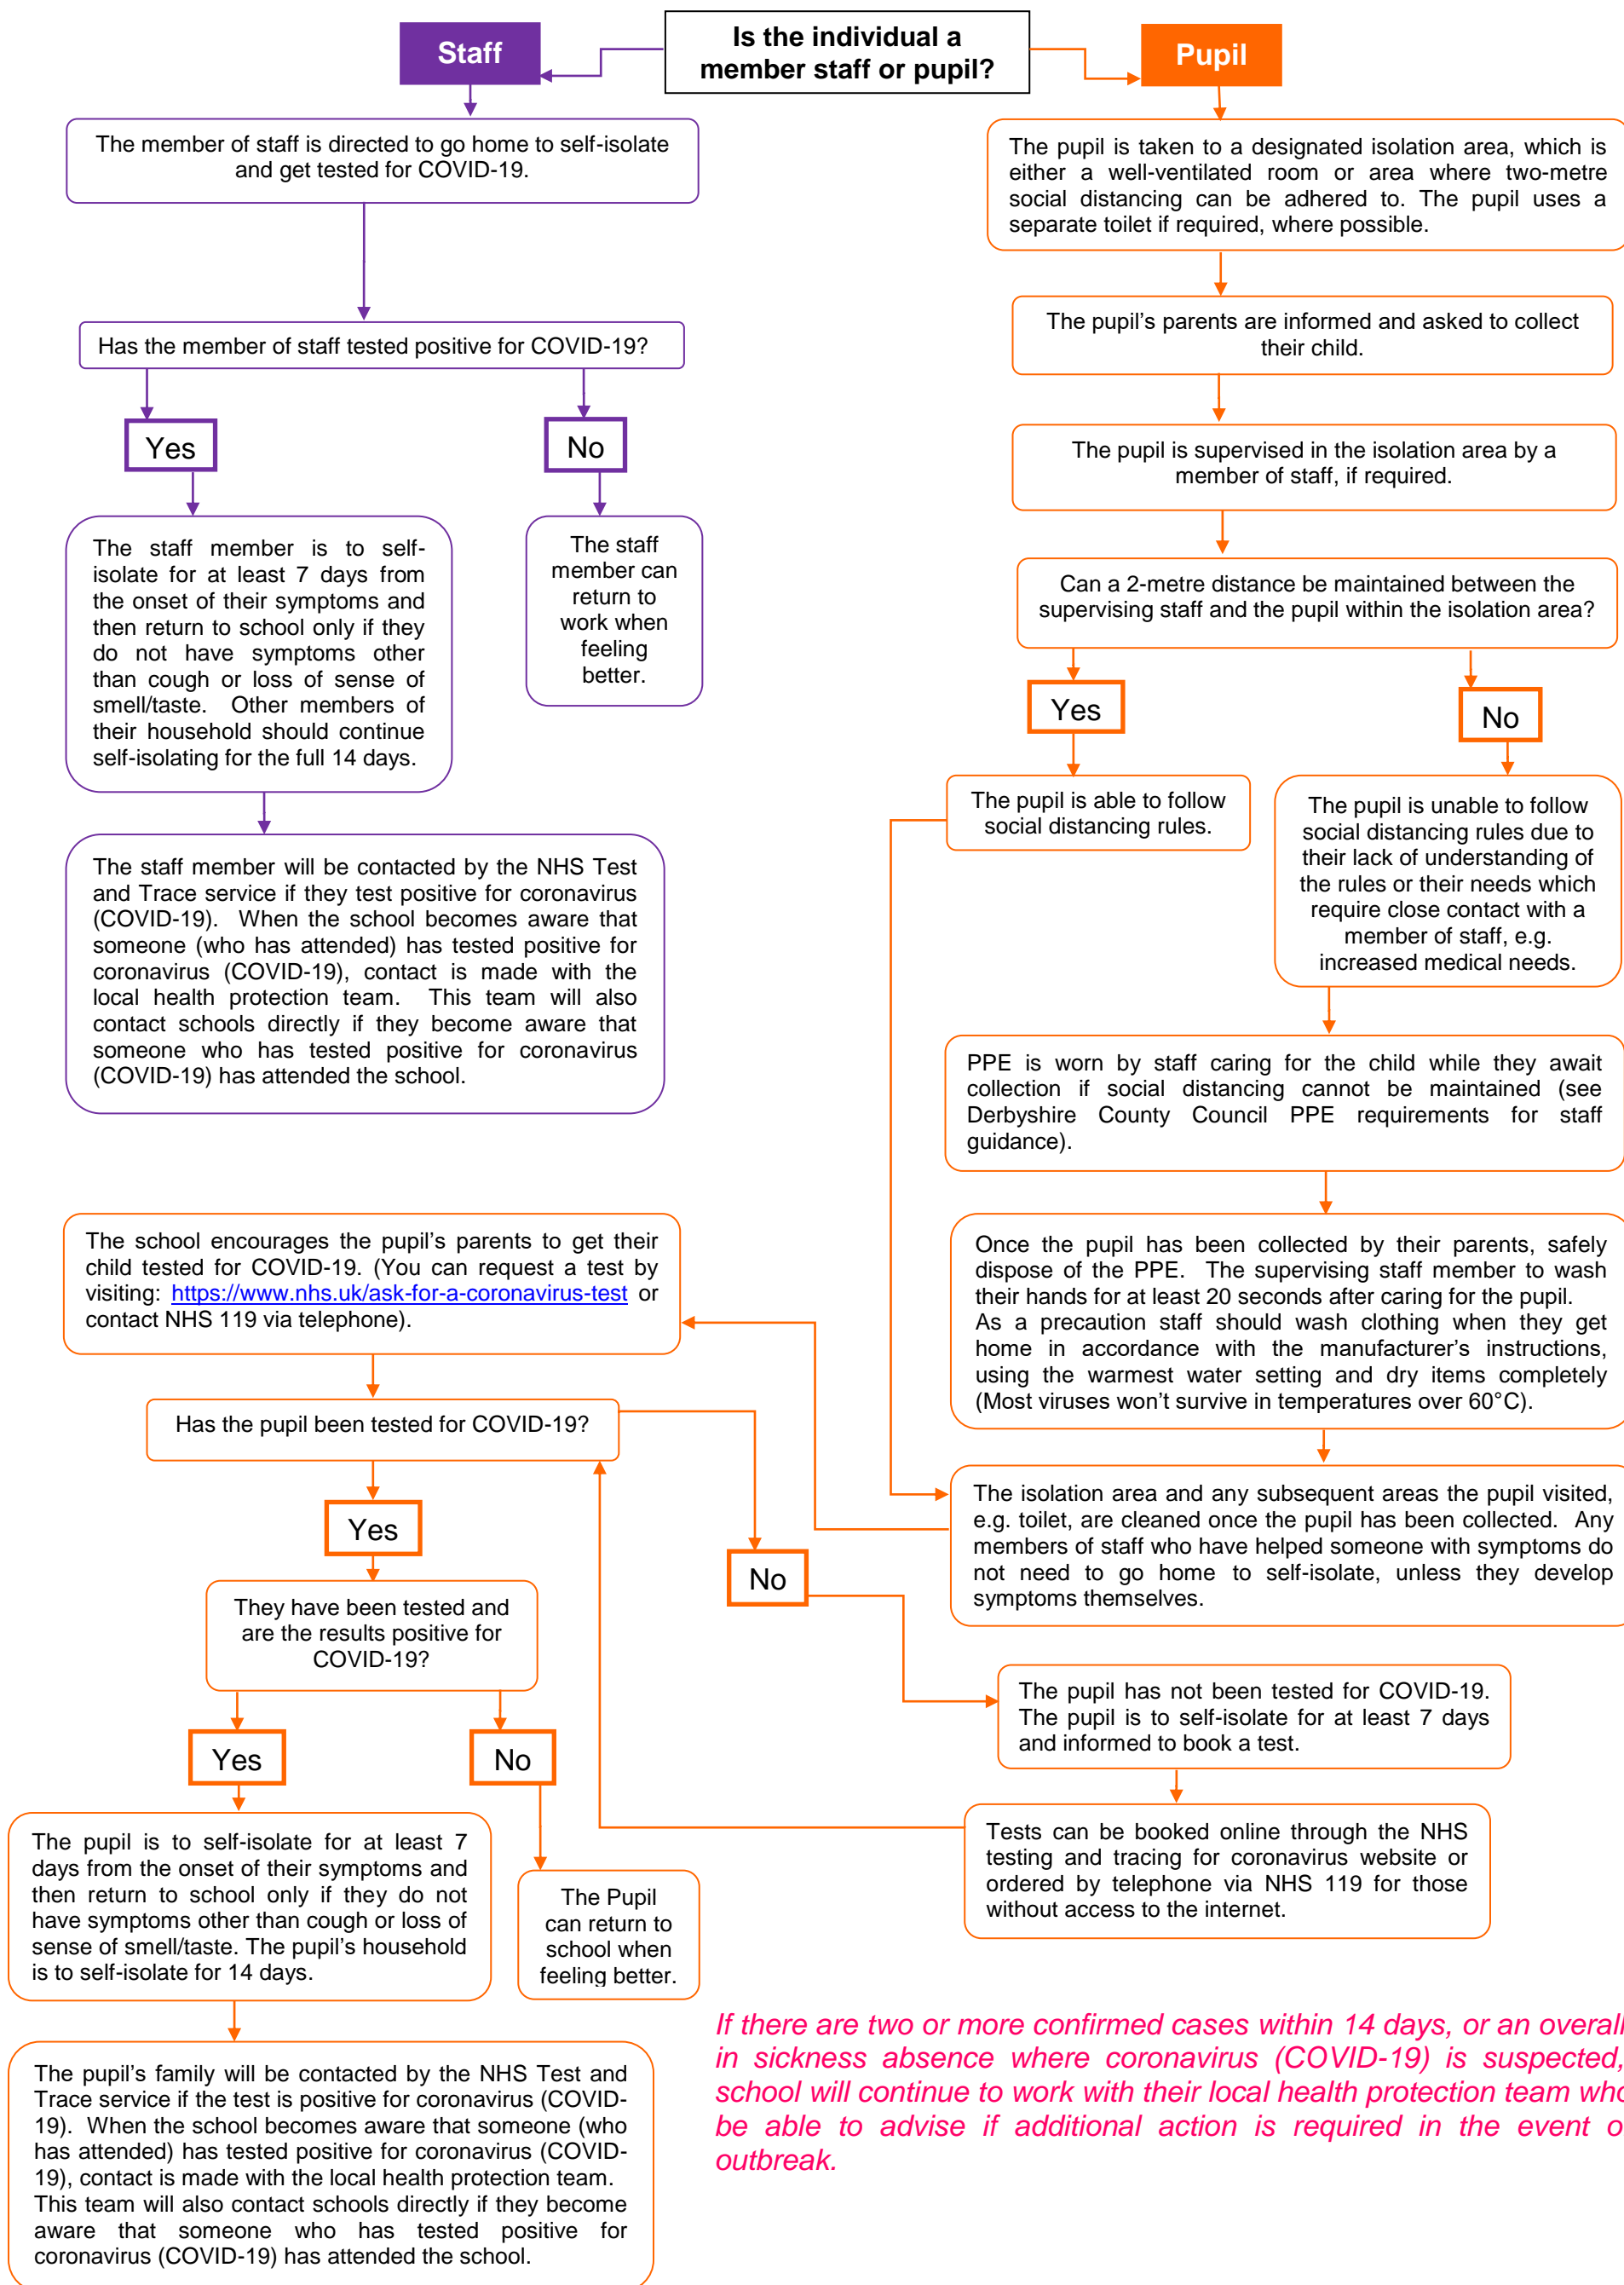 Is the individual a
member staff or pupil?
Staff
Pupil
The member of staff is directed to go home to self-isolate
and get tested for COVID-19.
Has the member of staff tested positive for COVID-19?
Yes
No
The staff member is to self-
isolate for at least 7 days from
the onset of their symptoms and
then return to school only if they
do not have symptoms other
than cough or loss of sense of
smell/taste. Other members of
their household should continue
self-isolating for the full 14 days.
The staff
member can
return to
work when
feeling
better.
The staff member will be contacted by the NHS Test
and Trace service if they test positive for coronavirus
(COVID-19). When the school becomes aware that
someone (who has attended) has tested positive for
coronavirus (COVID-19), contact is made with the
local health protection team. This team will also
contact schools directly if they become aware that
someone who has tested positive for coronavirus
(COVID-19) has attended the school.
The pupil is taken to a designated isolation area, which is
either a well-ventilated room or area where two-metre
social distancing can be adhered to. The pupil uses a
separate toilet if required, where possible.
The pupil's parents are informed and asked to collect
their child.
The pupil is supervised in the isolation area by a
member of staff, if required.
Can a 2-metre distance be maintained between the
supervising staff and the pupil within the isolation area?
Yes
No
The pupil is able to follow
social distancing rules.
The pupil is unable to follow
social distancing rules due to
their lack of understanding of
the rules or their needs which
require close contact with a
member of staff, e.g.
increased medical needs.
PPE is worn by staff caring for the child while they await
collection if social distancing cannot be maintained (see
Derbyshire County Council PPE requirements for staff
guidance).
Once the pupil has been collected by their parents, safely
dispose of the PPE. The supervising staff member to wash
their hands for at least 20 seconds after caring for the pupil.
As a precaution staff should wash clothing when they get
home in accordance with the manufacturer's instructions,
using the warmest water setting and dry items completely
(Most viruses won't survive in temperatures over 60°C).
The isolation area and any subsequent areas the pupil visited,
e.g. toilet, are cleaned once the pupil has been collected. Any
members of staff who have helped someone with symptoms do
not need to go home to self-isolate, unless they develop
symptoms themselves.
The school encourages the pupil's parents to get their
child tested for COVID-19. (You can request a test by
visiting: https://www.nhs.uk/ask-for-a-coronavirus-test or
contact NHS 119 via telephone).
Has the pupil been tested for COVID-19?
Yes
No
They have been tested and
are the results positive for
COVID-19?
Yes
No
The pupil has not been tested for COVID-19.
The pupil is to self-isolate for at least 7 days
and informed to book a test.
Tests can be booked online through the NHS
testing and tracing for coronavirus website or
ordered by telephone via NHS 119 for those
without access to the internet.
The pupil is to self-isolate for at least 7
days from the onset of their symptoms and
then return to school only if they do not
have symptoms other than cough or loss of
sense of smell/taste. The pupil's household
is to self-isolate for 14 days.
The Pupil
can return to
school when
feeling better.
The pupil's family will be contacted by the NHS Test and
Trace service if the test is positive for coronavirus (COVID-
19). When the school becomes aware that someone (who
has attended) has tested positive for coronavirus (COVID-
19), contact is made with the local health protection team.
This team will also contact schools directly if they become
aware that someone who has tested positive for
coronavirus (COVID-19) has attended the school.
If there are two or more confirmed cases within 14 days, or an overall
in sickness absence where coronavirus (COVID-19) is suspected,
school will continue to work with their local health protection team who
be able to advise if additional action is required in the event o
outbreak.